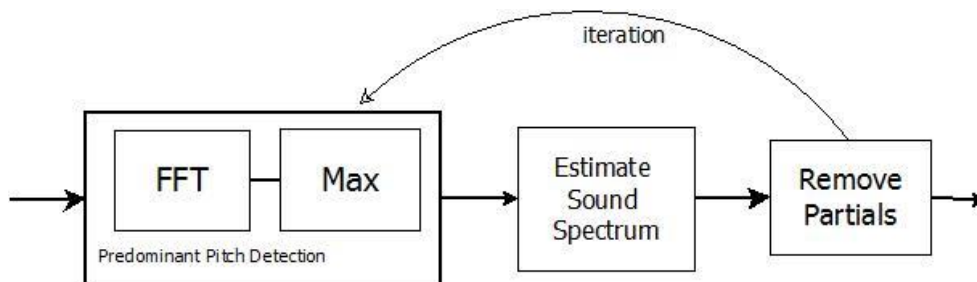 iteration
FFT
Max
Predominant Pitch Detection
Estimate
Sound
Spectrum
Remove
Partials